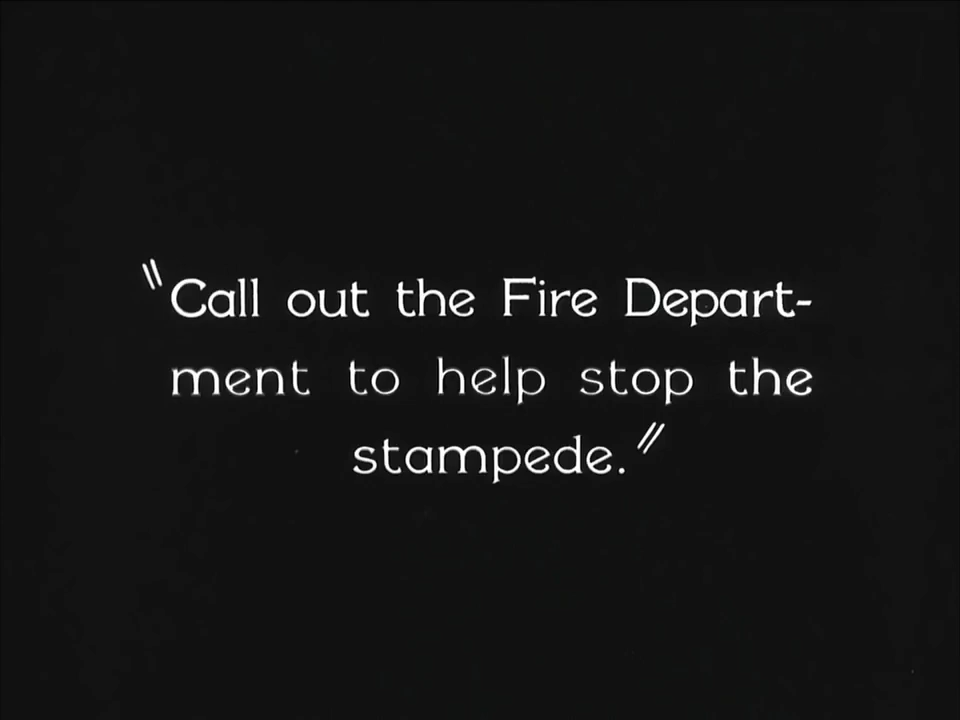 "Call out the Fire Depart-
ment to help stop the
stampede."